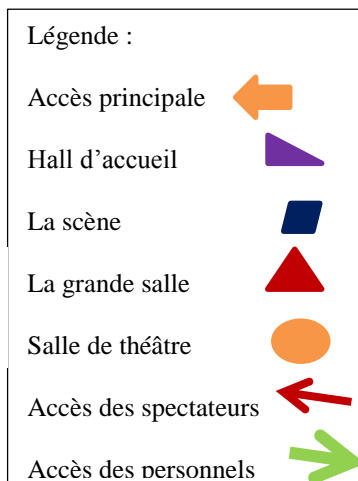 Légende :
Accès principale
Hall d’accueil
La scène
La grande salle
Salle de théâtre
Accès des spectateurs
Accès des personnels